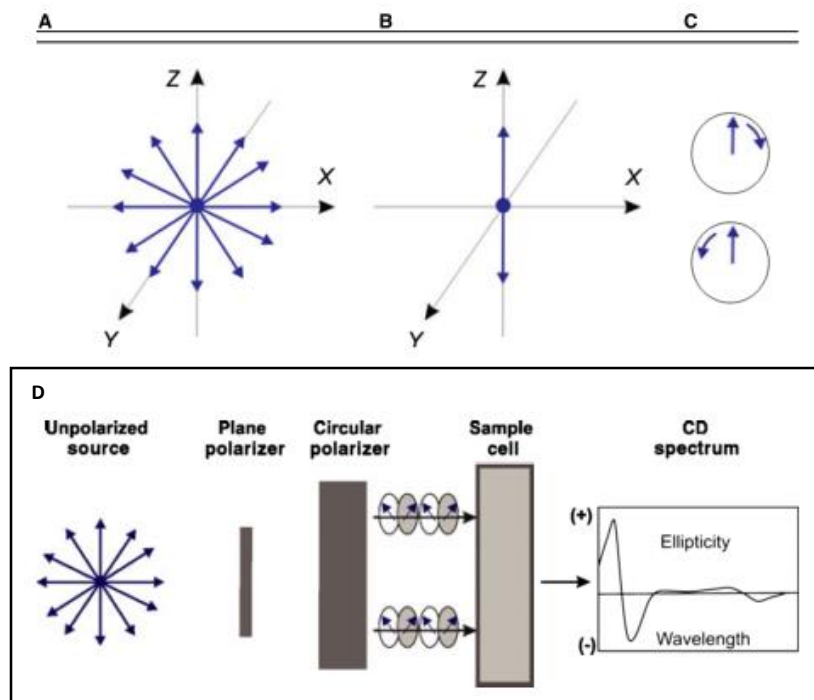 A B C
Z Z
X X
Y Y
D
Unpolarized source
Plane polarizer
Circular polarizer
Sample cell
CD spectrum
(+)
Ellipticity
(-)
Wavelength